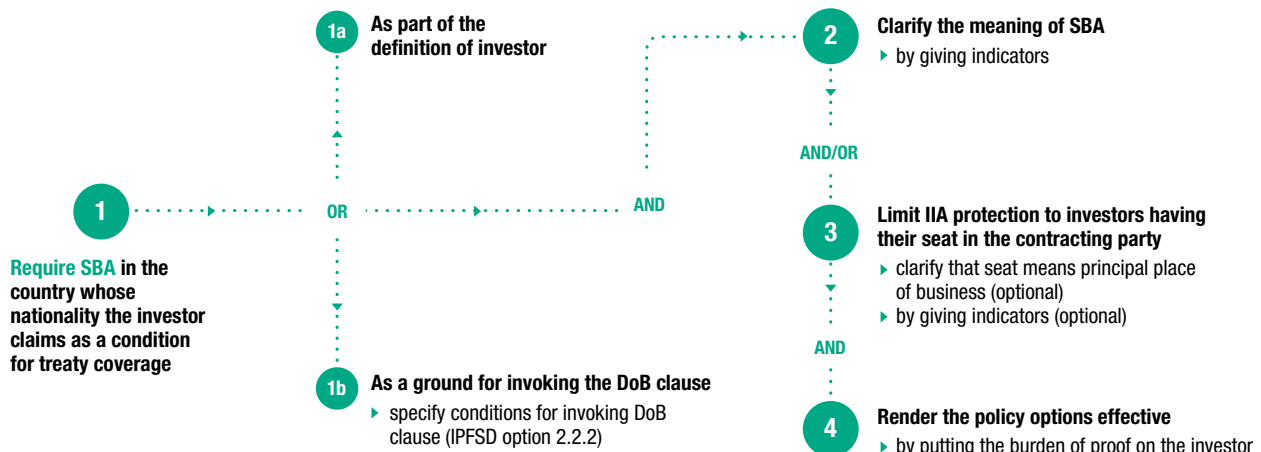 1
Require SBA in the
country whose
nationality the investor
claims as a condition
for treaty coverage
OR
1a
As part of the
definition of investor
1b
As a ground for invoking the DoB clause
specify conditions for invoking DoB
clause (IPFSD option 2.2.2)
AND
2
Clarify the meaning of SBA
by giving indicators
AND/OR
3
Limit IIA protection to investors having
their seat in the contracting party
clarify that seat means principal place
of business (optional)
by giving indicators (optional)
AND
4
Render the policy options effective
by putting the burden of proof on the investor